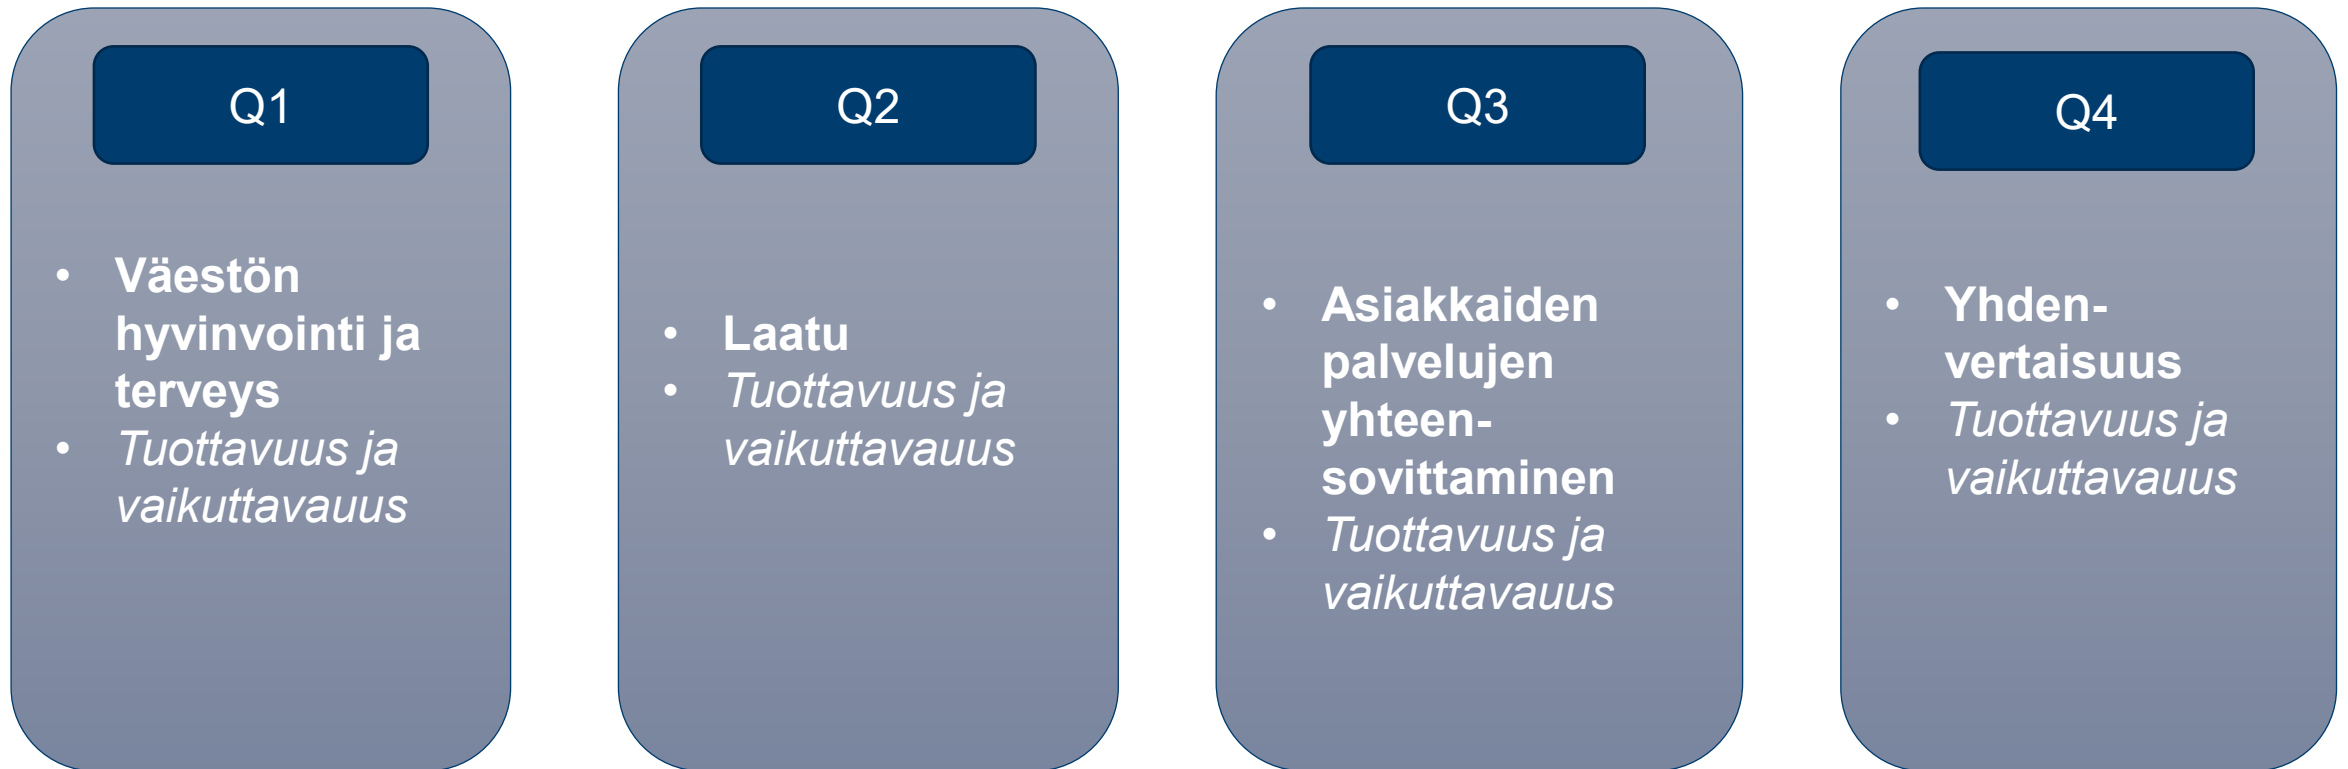 Q1
• Väestön
hyvinvointi ja
terveys
• Tuottavuus ja
vaikuttavauus
Q2
• Laatu
• Tuottavuus ja
vaikuttavauus
Q3
• Asiakkaiden
palvelujen
yhteen-
sovittaminen
• Tuottavuus ja
vaikuttavauus
Q4
• Yhden-
vertaisuus
• Tuottavuus ja
vaikuttavauus